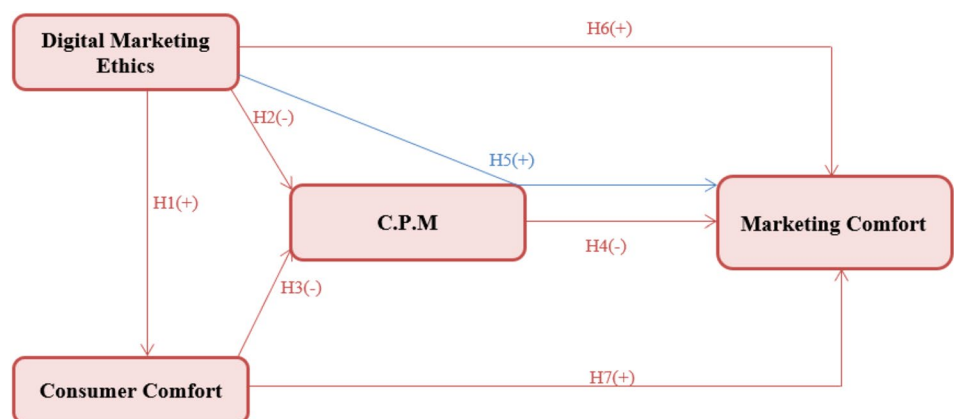 H6(+)
Digital Marketing
Ethics
H2(-)
H5(+)
H1(+)
C.P.M
Marketing Comfort
H4(-)
H3(-)
H7(+)
Consumer Comfort